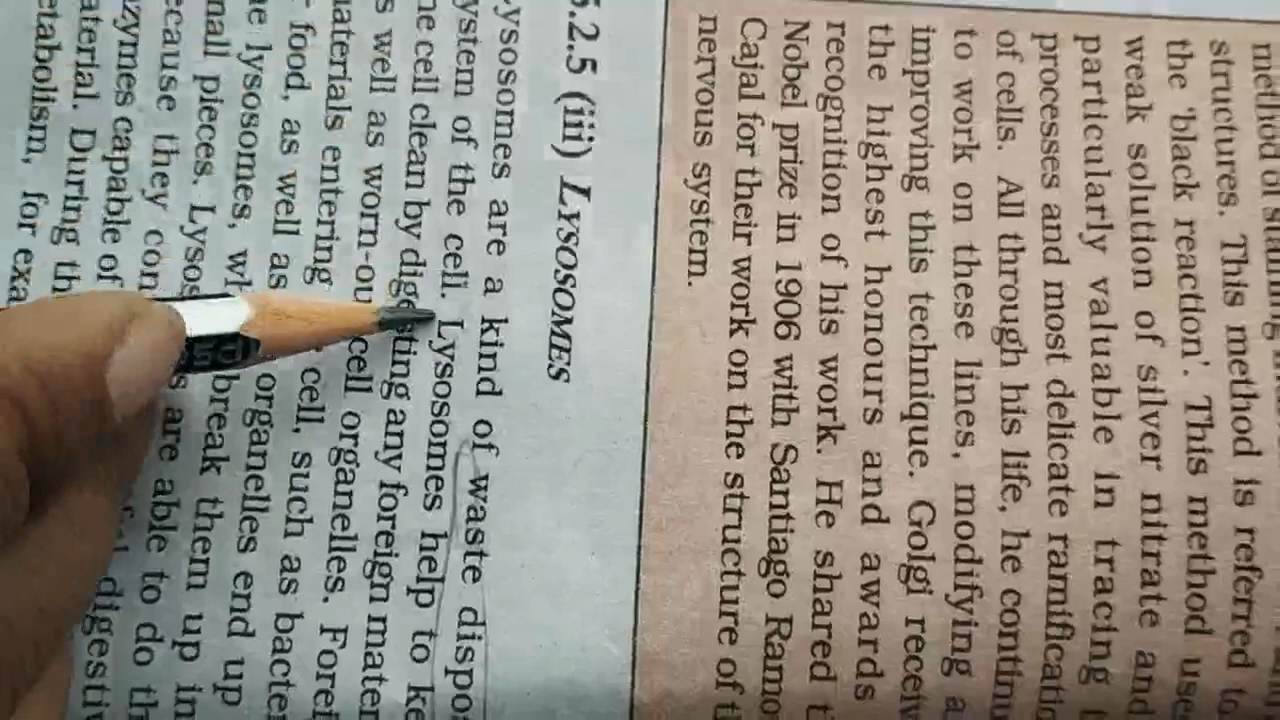 structures. This method is referred to
the 'black reaction'. This method use
weak solution of silver nitrate and
particularly valuable in tracing
processes and most delicate ramificatio
of cells. All through his life, he continu
to work on these lines, modifying a
improving this technique. Golgi receiv
the highest honours and awards
recognition of his work. He shared t
Nobel prize in 1906 with Santiago Ramo
Cajal for their work on the structure of t
nervous system.
5.2.5 (iii) LYSOSOMES
Lysosomes are a kind of waste dispos
ystem of the cell. Lysosomes help to ke
he cell clean by digesting any foreign mater
s well as worn-out cell organelles. Forei
materials entering cell, such as bacter
food, as well as organelles end up
he lysosomes, wh break them up in
mall pieces. Lysos are able to do th
ecause they con digestiv
zymes capable of
aterial. During th
etabolism, for exa